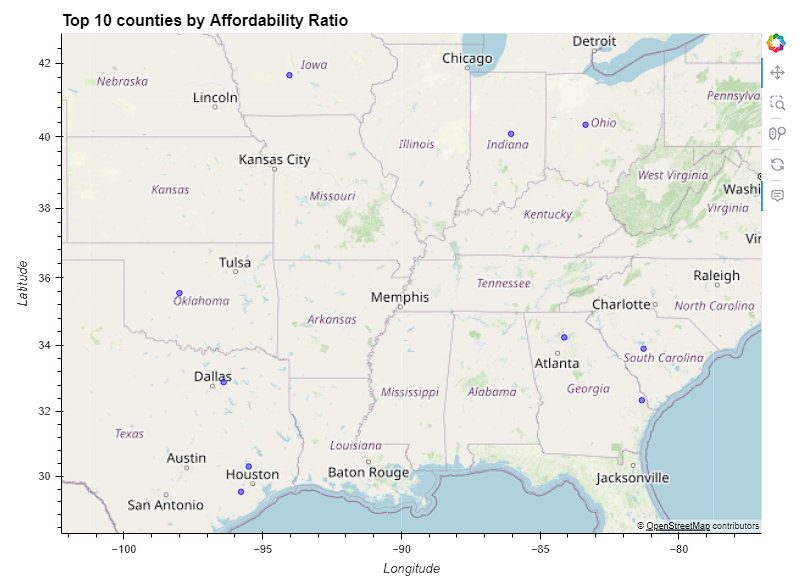 Top 10 counties by Affordability Ratio
Detroit
Chicago
Iowa
Nebraska
Lincoln
Pennsylva
Ohio
Illinois
Indiana
Kansas City
West Virginia
Washi
Kansas
Missouri
Kentucky
Virginia
Vir
Tulsa
Raleigh
Tennessee
Memphis
Oklahoma
Charlotte
North Carolina
Arkansas
South Carolina
Atlanta
Dallas
Mississippi
Alabama
Georgia
Texas
Louisiana
Austin
Houston
Baton Rouge
Jacksonville
San Antonio
© OpenStreetMap contributors
42
40
38
36
34
32
30
Latitude
−100
−95
−90
−85
−80
Longitude